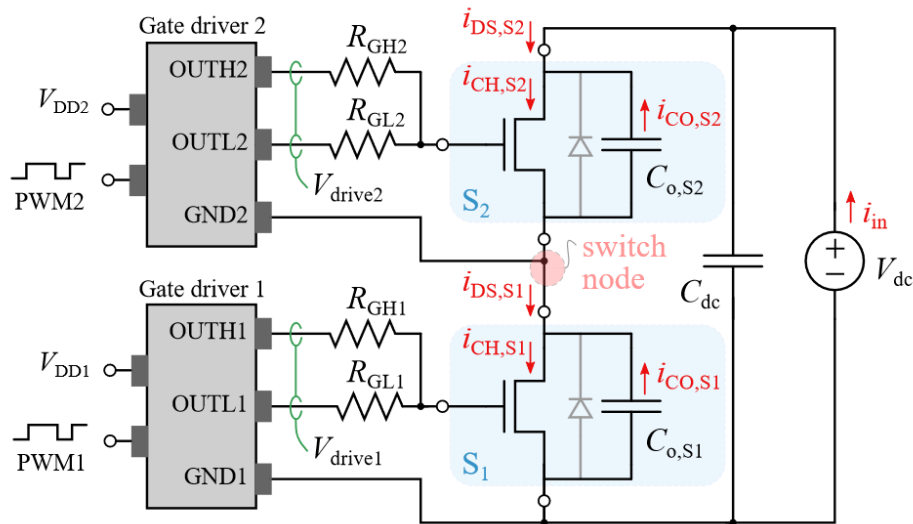 Gate driver 2
V_DD2
PWM2
OUTH2
OUTL2
GND2
R_GH2
R_GL2
V_drive2
i_DS,S2
i_CH,S2
i_CO,S2
C_o,S2
S_2
switch
node
Gate driver 1
V_DD1
PWM1
OUTH1
OUTL1
GND1
R_GH1
R_GL1
V_drive1
i_DS,S1
i_CH,S1
i_CO,S1
C_o,S1
S_1
C_dc
i_in
+
−
V_dc